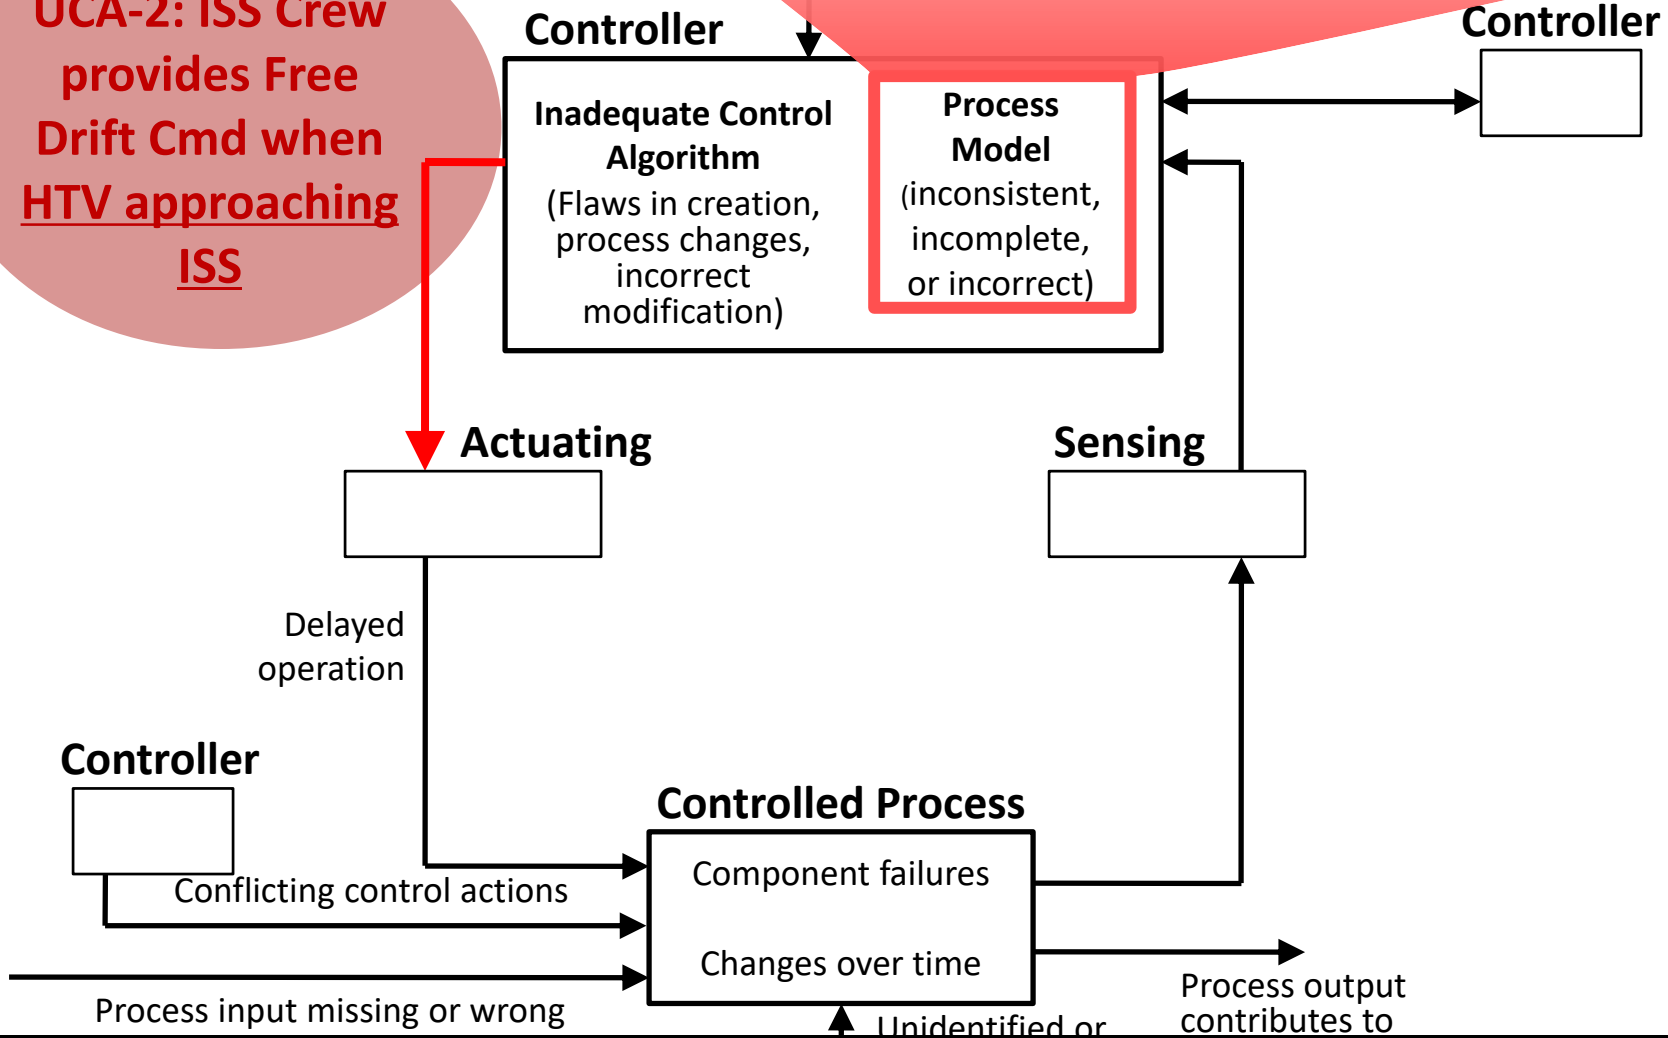 UCA-2: ISS Crew
provides Free
Drift Cmd when
HTV approaching
ISS
Controller
Controller
Inadequate Control
Algorithm
(Flaws in creation,
process changes,
incorrect
modification)
Process
Model
(inconsistent,
incomplete,
or incorrect)
Actuating
Sensing
Delayed
operation
Controller
Controlled Process
Component failures
Conflicting control actions
Changes over time
Process input missing or wrong
Unidentified or
Process output
contributes to